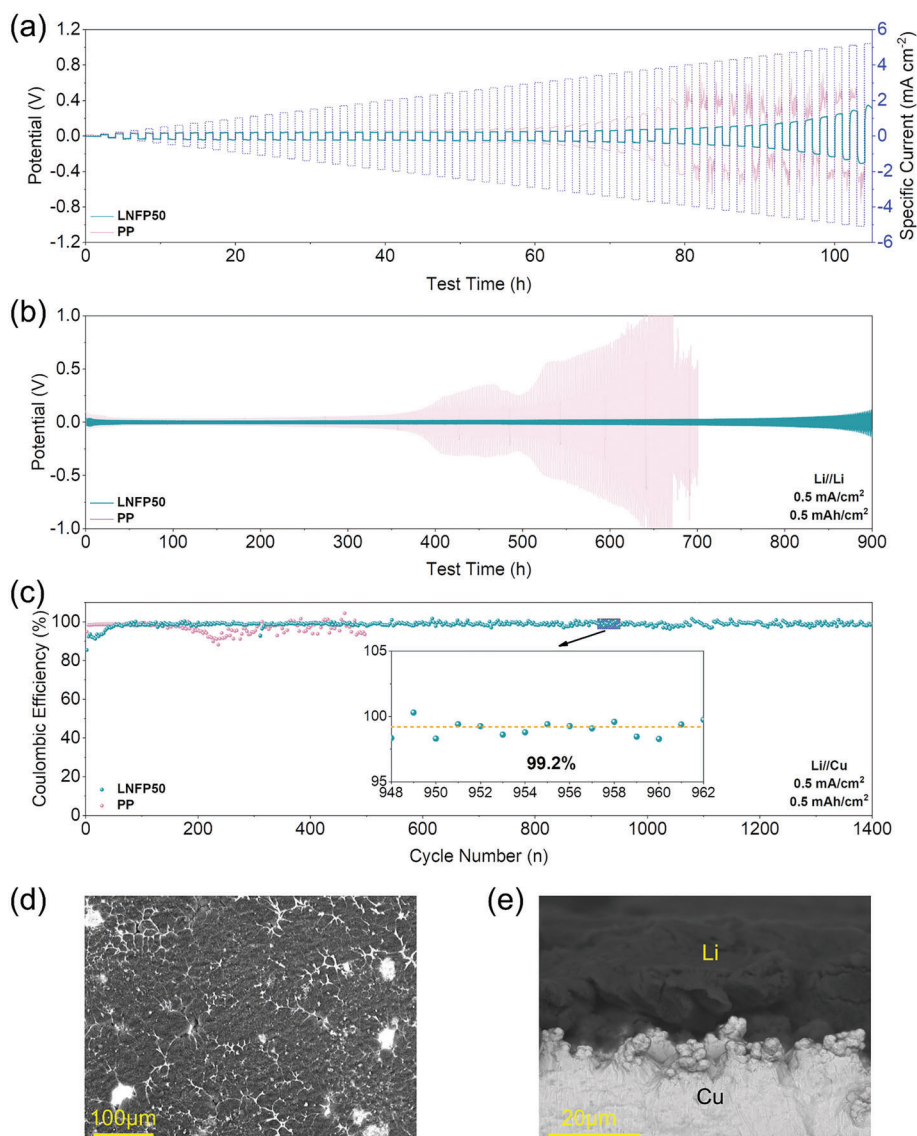 (a)
1.2
0.8
0.4
0.0
-0.4
-0.8
-1.2
Potential (V)
6
4
2
0
-2
-4
-6
Specific Current (mA cm-2)
LNFP50
PP
0 20 40 60 80 100
Test Time (h)
(b)
1.0
0.5
0.0
-0.5
-1.0
Potential (V)
LNFP50
PP
Li//Li
0.5 mA/cm2
0.5 mAh/cm2
0 100 200 300 400 500 600 700 800 900
Test Time (h)
(c)
100
80
60
40
20
0
Coulombic Efficiency (%)
105
100
95
99.2%
948 950 952 954 956 958 960 962
LNFP50
PP
Li//Cu
0.5 mA/cm2
0.5 mAh/cm2
0 200 400 600 800 1000 1200 1400
Cycle Number (n)
(d)
100μm
(e)
Li
Cu
20μm